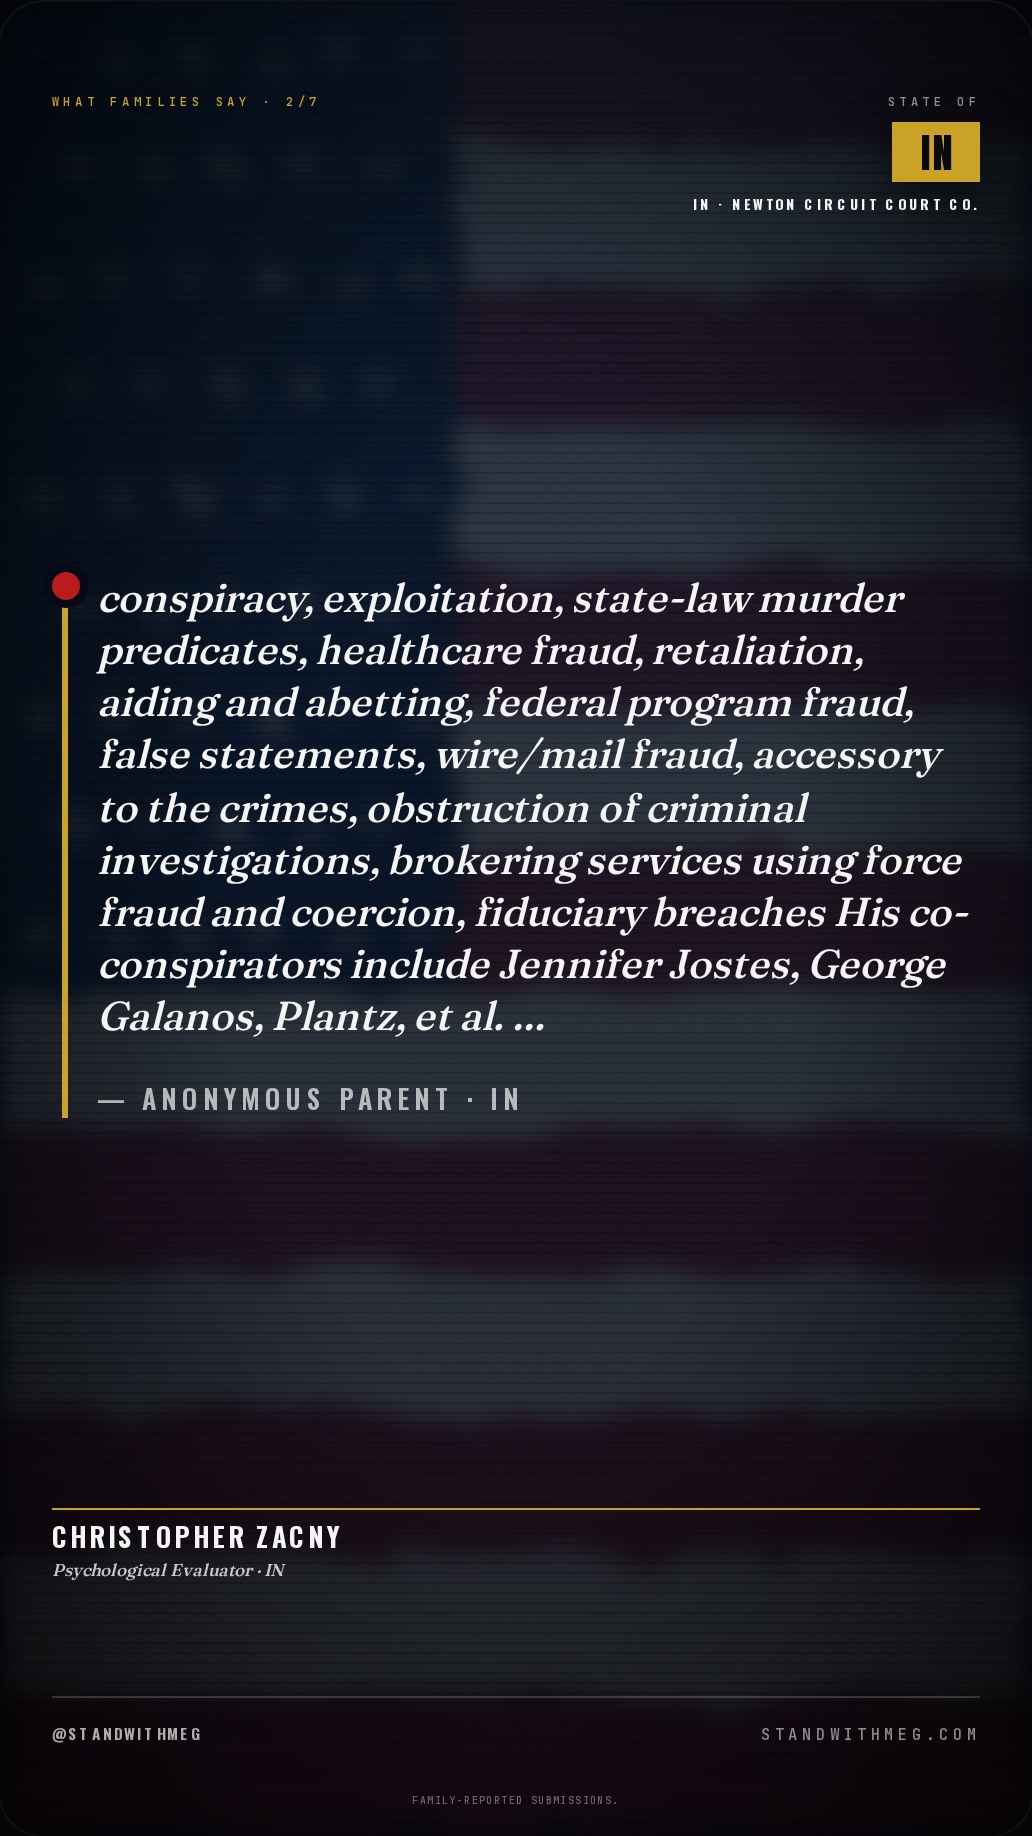 WHAT FAMILIES SAY · 2/7
STATE OF
IN
IN · NEWTON CIRCUIT COURT CO.
conspiracy, exploitation, state-law murder
predicates, healthcare fraud, retaliation,
aiding and abetting, federal program fraud,
false statements, wire/mail fraud, accessory
to the crimes, obstruction of criminal
investigations, brokering services using force
fraud and coercion, fiduciary breaches His co-
conspirators include Jennifer Jostes, George
Galanos, Plantz, et al. ...
— ANONYMOUS PARENT · IN
CHRISTOPHER ZACNY
Psychological Evaluator · IN
@STANDWITHMEG
STANDWITHMEG.COM
FAMILY-REPORTED SUBMISSIONS.